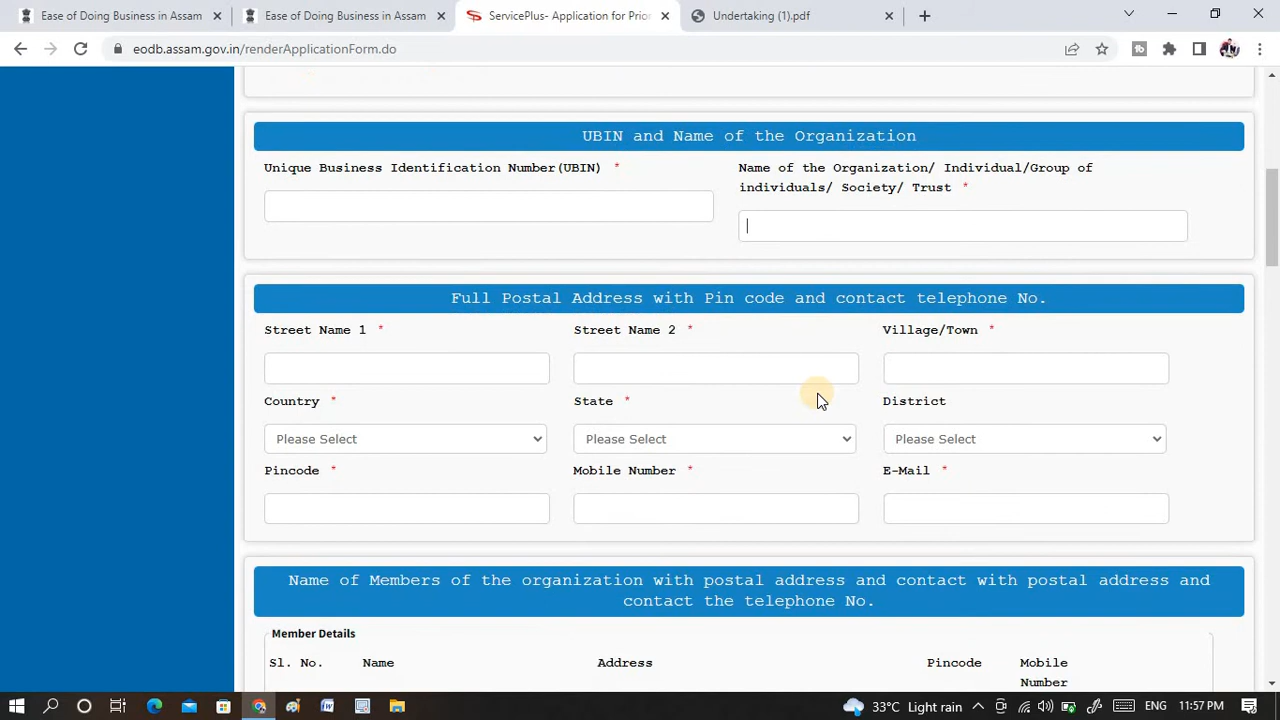 Ease of Doing Business in Assam
Ease of Doing Business in Assam
ServicePlus- Application for Prior
Undertaking (1).pdf
eodb.assam.gov.in/renderApplicationForm.do
UBIN and Name of the Organization
Unique Business Identification Number(UBIN) *
Name of the Organization/ Individual/Group of
individuals/ Society/ Trust *
Full Postal Address with Pin code and contact telephone No.
Street Name 1 *
Street Name 2 *
Village/Town *
Country *
State *
District
Please Select
Please Select
Please Select
Pincode *
Mobile Number *
E-Mail *
Name of Members of the organization with postal address and contact with postal address and
contact the telephone No.
Member Details
Sl. No.
Name
Address
Pincode
Mobile
Number
33°C Light rain
ENG
11:57 PM